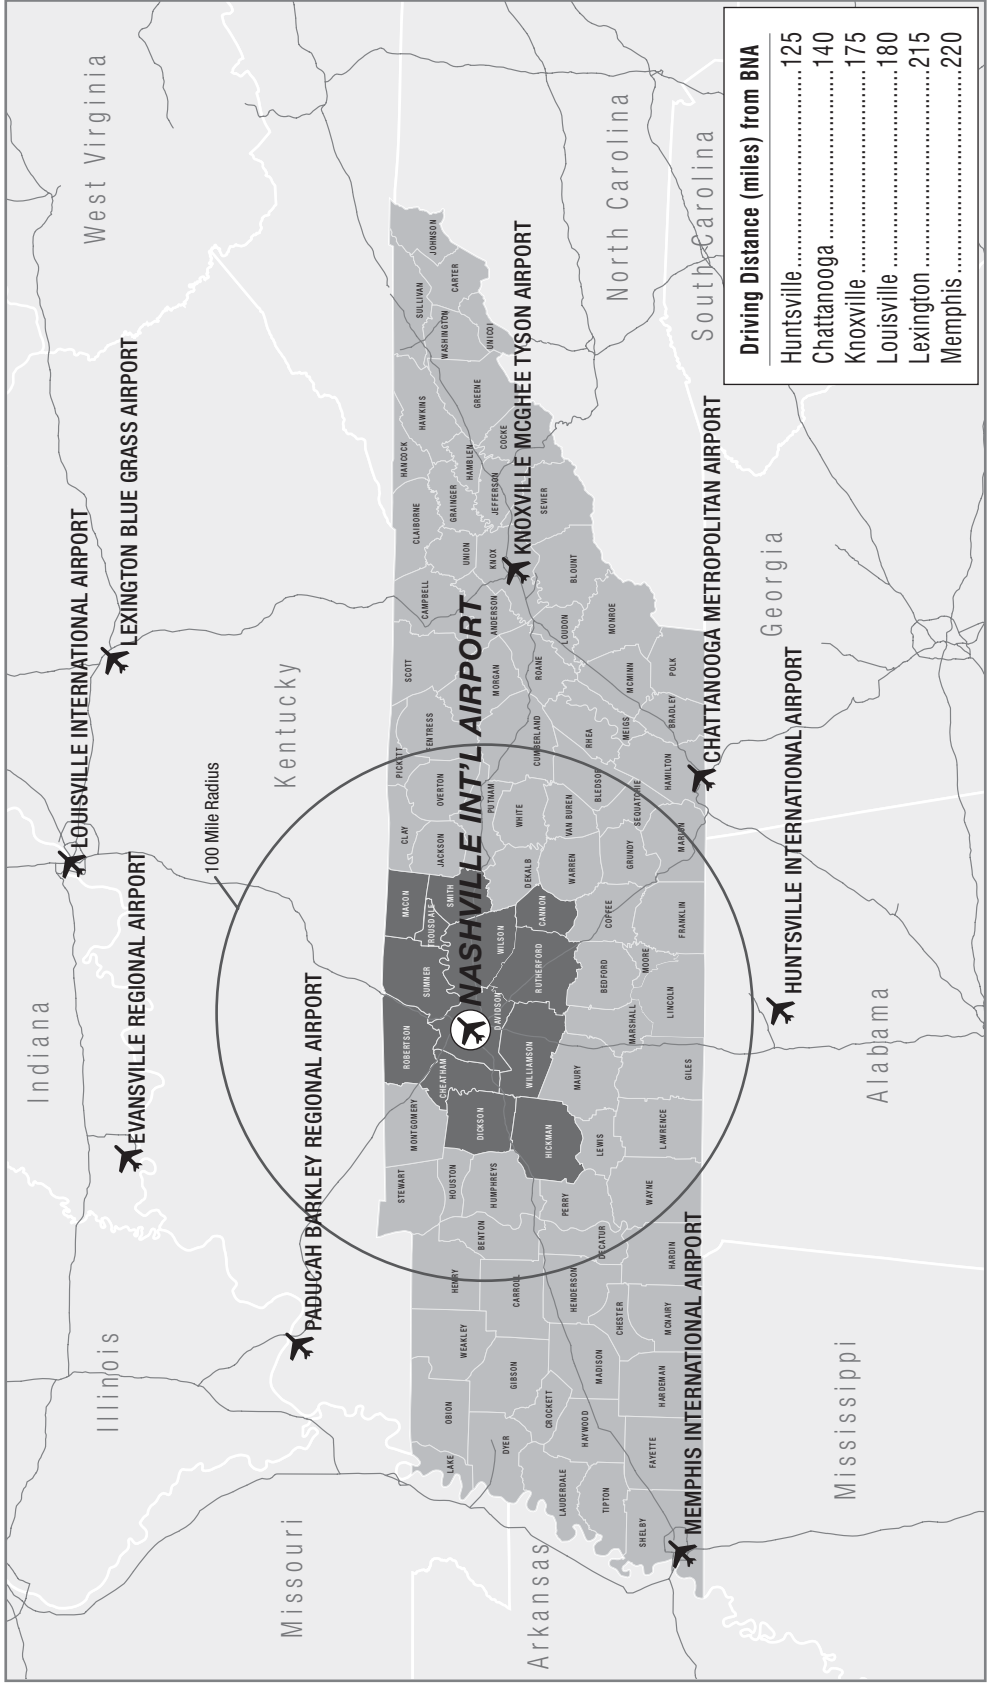 West Virginia
Indiana
Illinois
Missouri
Kentucky
Arkansas
North Carolina
South Carolina
Georgia
Alabama
Mississippi
LOUISVILLE INTERNATIONAL AIRPORT
LEXINGTON BLUE GRASS AIRPORT
EVANSVILLE REGIONAL AIRPORT
100 Mile Radius
PADUCAH BARKLEY REGIONAL AIRPORT
NASHVILLE INT'L AIRPORT
KNOXVILLE MCGHEE TYSON AIRPORT
CHATTANOOGA METROPOLITAN AIRPORT
HUNTSVILLE INTERNATIONAL AIRPORT
MEMPHIS INTERNATIONAL AIRPORT
LAKE
OBION
WEAKLEY
HENRY
STEWART
MONTGOMERY
ROBERTSON
SUMNER
MACON
TROUSDALE
SMITH
CLAY
JACKSON
PICKETT
OVERTON
FENTRESS
SCOTT
CAMPBELL
CLAIBORNE
HANCOCK
HAWKINS
SULLIVAN
JOHNSON
CARTER
WASHINGTON
UNICOI
GREENE
HAMBLEN
GRAINGER
UNION
COCKE
JEFFERSON
KNOX
ANDERSON
MORGAN
PUTNAM
WILSON
DAVIDSON
CHEATHAM
DICKSON
HOUSTON
HUMPHREYS
BENTON
CARROLL
GIBSON
DYER
CROCKETT
LAUDERDALE
HAYWOOD
MADISON
HENDERSON
DECATUR
PERRY
HICKMAN
WILLIAMSON
RUTHERFORD
CANNON
DEKALB
WHITE
CUMBERLAND
ROANE
LOUDON
BLOUNT
SEVIER
MONROE
MCMINN
MEIGS
RHEA
BLEDSOE
VAN BUREN
WARREN
COFFEE
BEDFORD
MAURY
LEWIS
CHESTER
TIPTON
SHELBY
FAYETTE
HARDEMAN
MCNAIRY
HARDIN
WAYNE
LAWRENCE
GILES
MARSHALL
LINCOLN
MOORE
FRANKLIN
GRUNDY
SEQUATCHIE
MARION
HAMILTON
BRADLEY
POLK
Driving Distance (miles) from BNA
Huntsville 125
Chattanooga 140
Knoxville 175
Louisville 180
Lexington 215
Memphis 220